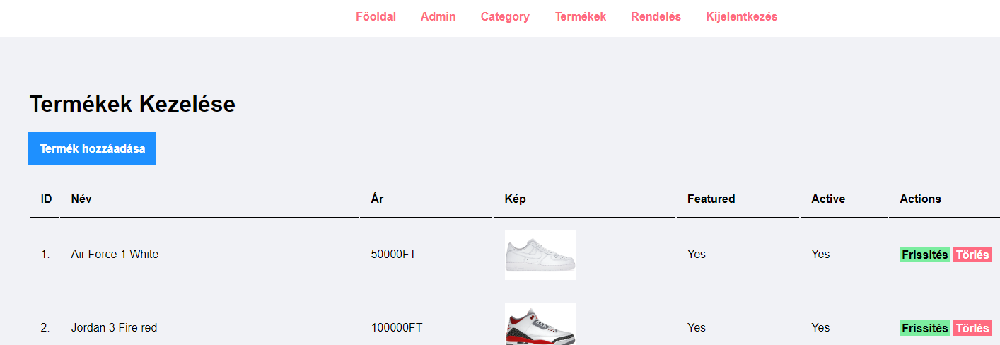 Főoldal Admin Category Termékek Rendelés Kijelentkezés
Termékek Kezelése
Termék hozzáadása
ID Név Ár Kép Featured Active Actions
1. Air Force 1 White 50000FT Yes Yes Frissités Törlés
2. Jordan 3 Fire red 100000FT Yes Yes Frissités Törlés